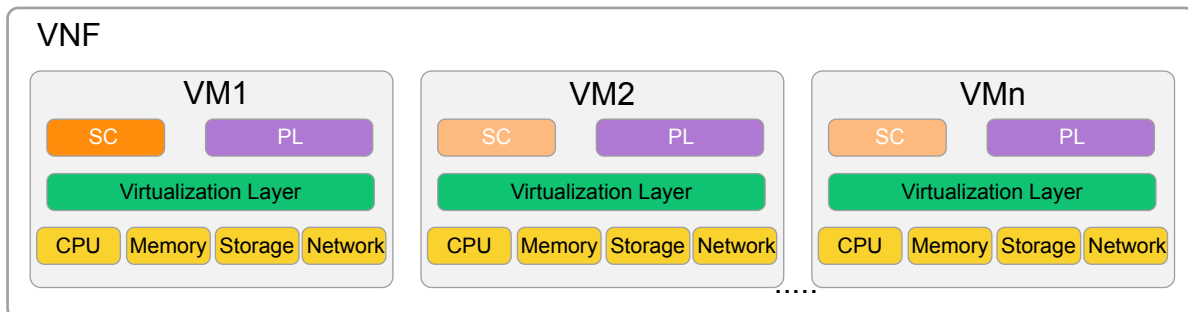 VNF
VM1 VM2 VMn
SC PL SC PL SC PL
Virtualization Layer Virtualization Layer Virtualization Layer
CPU Memory Storage Network CPU Memory Storage Network CPU Memory Storage Network
.....